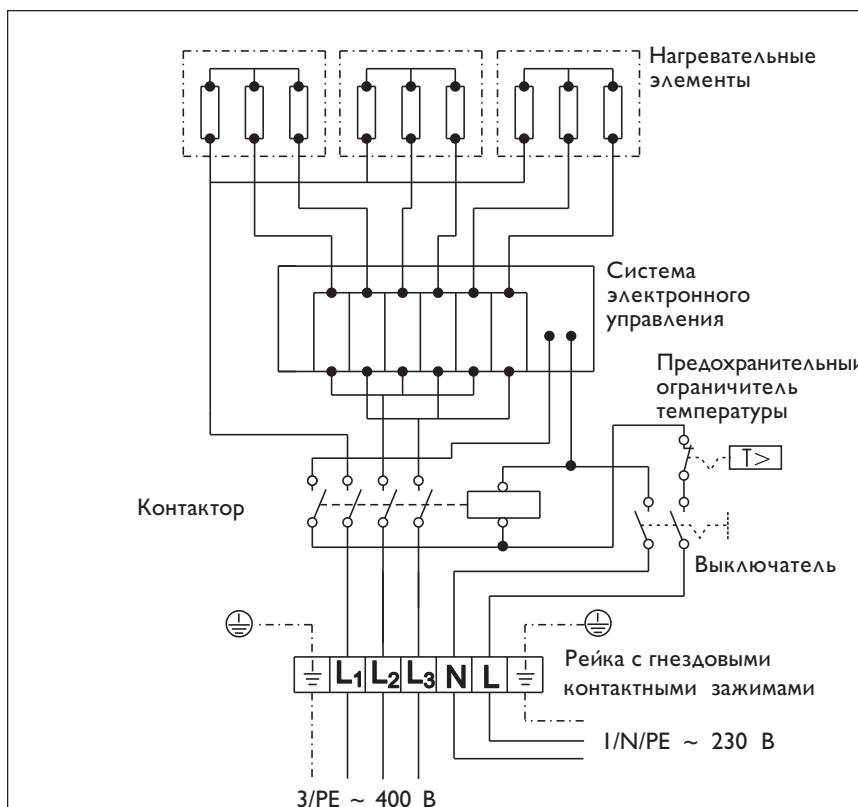 Нагревательные
элементы
Система
электронного
управления
Предохранительный
ограничитель
температуры
T>
Контактор
Выключатель
L1 L2 L3 N L
Рейка с гнездовыми
контактными зажимами
1/N/PE ~ 230 В
3/PE ~ 400 В